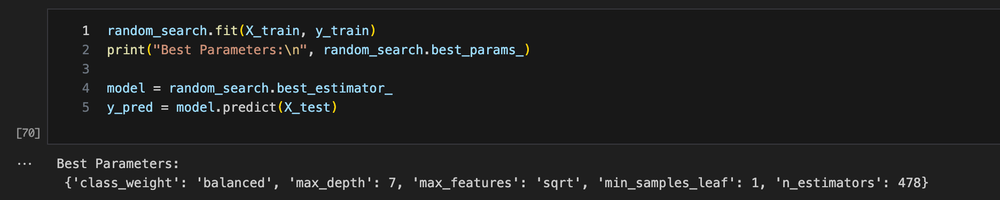 1 random_search.fit(X_train, y_train)
2 print("Best Parameters:\n", random_search.best_params_)
3
4 model = random_search.best_estimator_
5 y_pred = model.predict(X_test)
[70]
... Best Parameters:
{'class_weight': 'balanced', 'max_depth': 7, 'max_features': 'sqrt', 'min_samples_leaf': 1, 'n_estimators': 478}